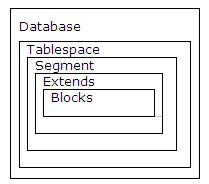 Database
Tablespace
Segment
Extends
Blocks